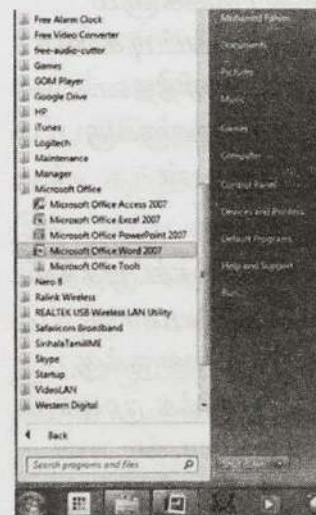 Free Alarm Clock
Free Video Converter
free-audio-cutter
Games
GOM Player
Google Drive
HP
iTunes
Logitech
Maintenance
Manager
Microsoft Office
Microsoft Office Access 2007
Microsoft Office Excel 2007
Microsoft Office PowerPoint 2007
Microsoft Office Word 2007
Microsoft Office Tools
Nero 8
Ralink Wireless
REALTEK USB Wireless LAN Utility
Safaricom Broadband
SinhalaTamilIME
Skype
Startup
VideoLAN
Western Digital
Back
Search programs and files
Mohamed Fahim
Documents
Pictures
Music
Games
Computer
Control Panel
Devices and Printers
Default Programs
Help and Support